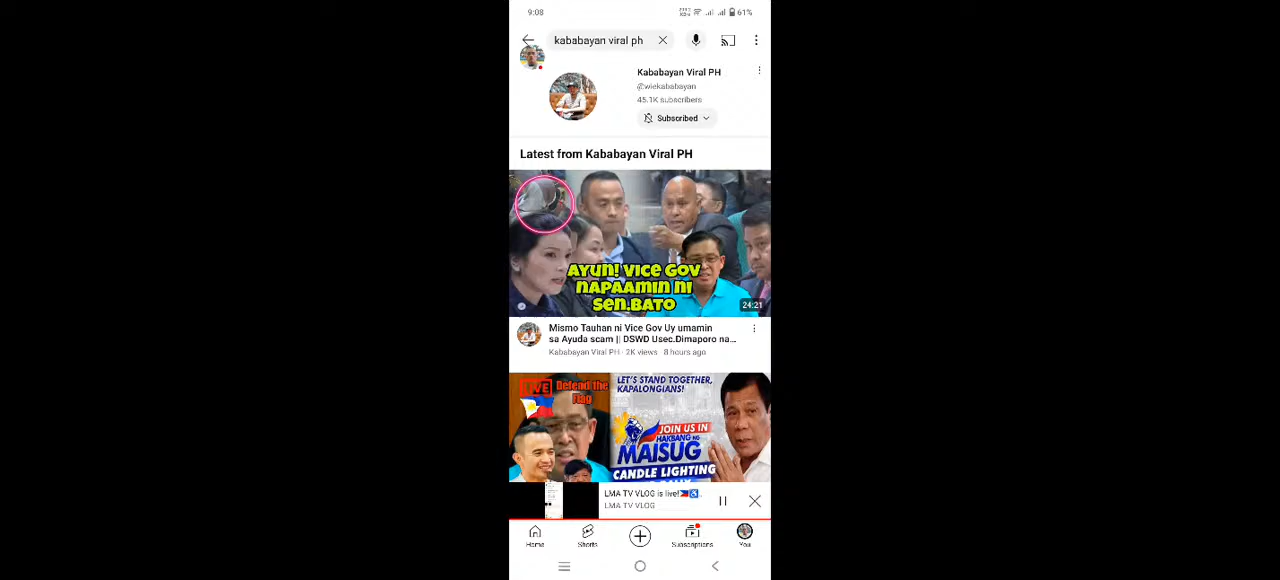 9:08
61%
kababayan viral ph
Kababayan Viral PH
@wiekababayan
45.1K subscribers
Subscribed
Latest from Kababayan Viral PH
AYUN! VICE GOV
NAPAAMIN NI
SEN.BATO
24:21
Mismo Tauhan ni Vice Gov Uy umamin
sa Ayuda scam || DSWD Usec.Dimaporo na...
Kababayan Viral PH · 2K views · 8 hours ago
LIVE
Defend the
flag
LET'S STAND TOGETHER,
KAPALONGIANS!
JOIN US IN
HAKBANG NG
MAISUG
CANDLE LIGHTING
LMA TV VLOG is live!🇵🇭♿..
LMA TV VLOG
Home
Shorts
Subscriptions
You